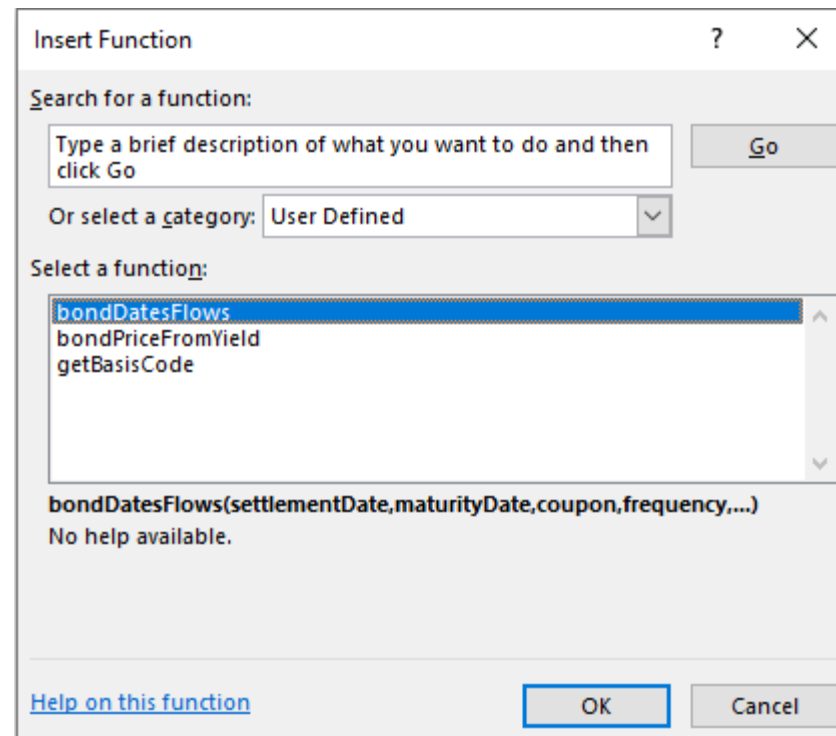 Insert Function
?
Search for a function:
Type a brief description of what you want to do and then
click Go
Go
Or select a category: User Defined
Select a function:
bondDatesFlows
bondPriceFromYield
getBasisCode
bondDatesFlows(settlementDate,maturityDate,coupon,frequency,...)
No help available.
Help on this function
OK
Cancel